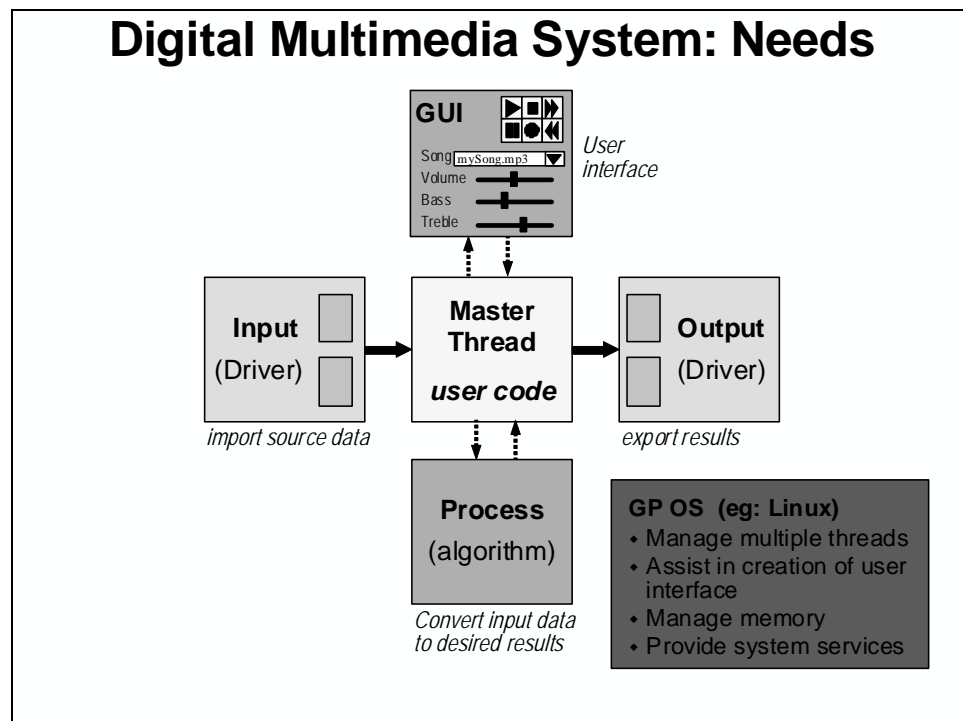 Digital Multimedia System: Needs
GUI
Song mySong.mp3
Volume
Bass
Treble
User
interface
Input
(Driver)
import source data
Master
Thread
user code
Output
(Driver)
export results
Process
(algorithm)
Convert input data
to desired results
GP OS (eg: Linux)
• Manage multiple threads
• Assist in creation of user
interface
• Manage memory
• Provide system services